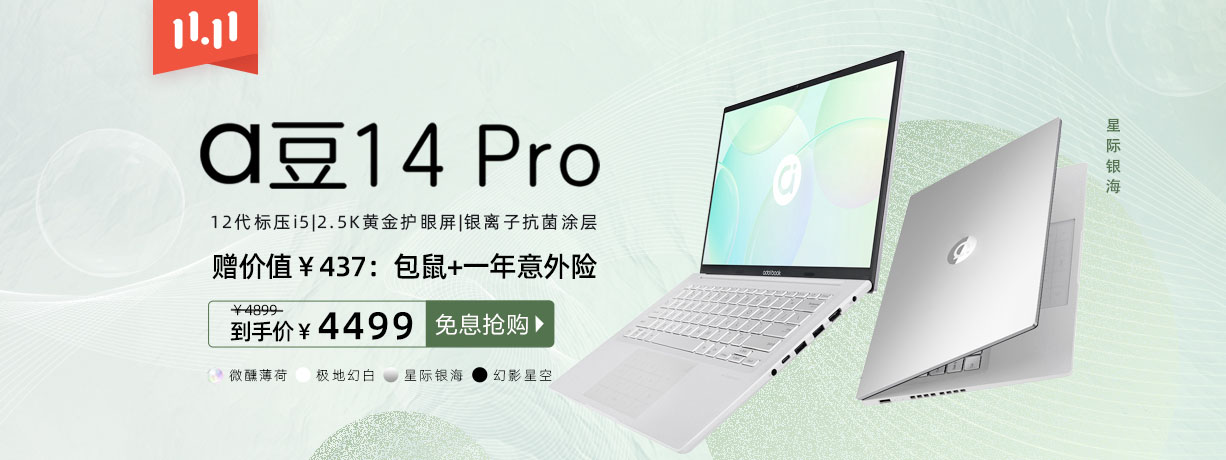 11.11
a豆14 Pro
12代标压i5|2.5K黄金护眼屏|银离子抗菌涂层
赠价值￥437：包鼠+一年意外险
￥4899
到手价￥4499
免息抢购
微醺薄荷 极地幻白 星际银海 幻影星空
adolbook
星际银海